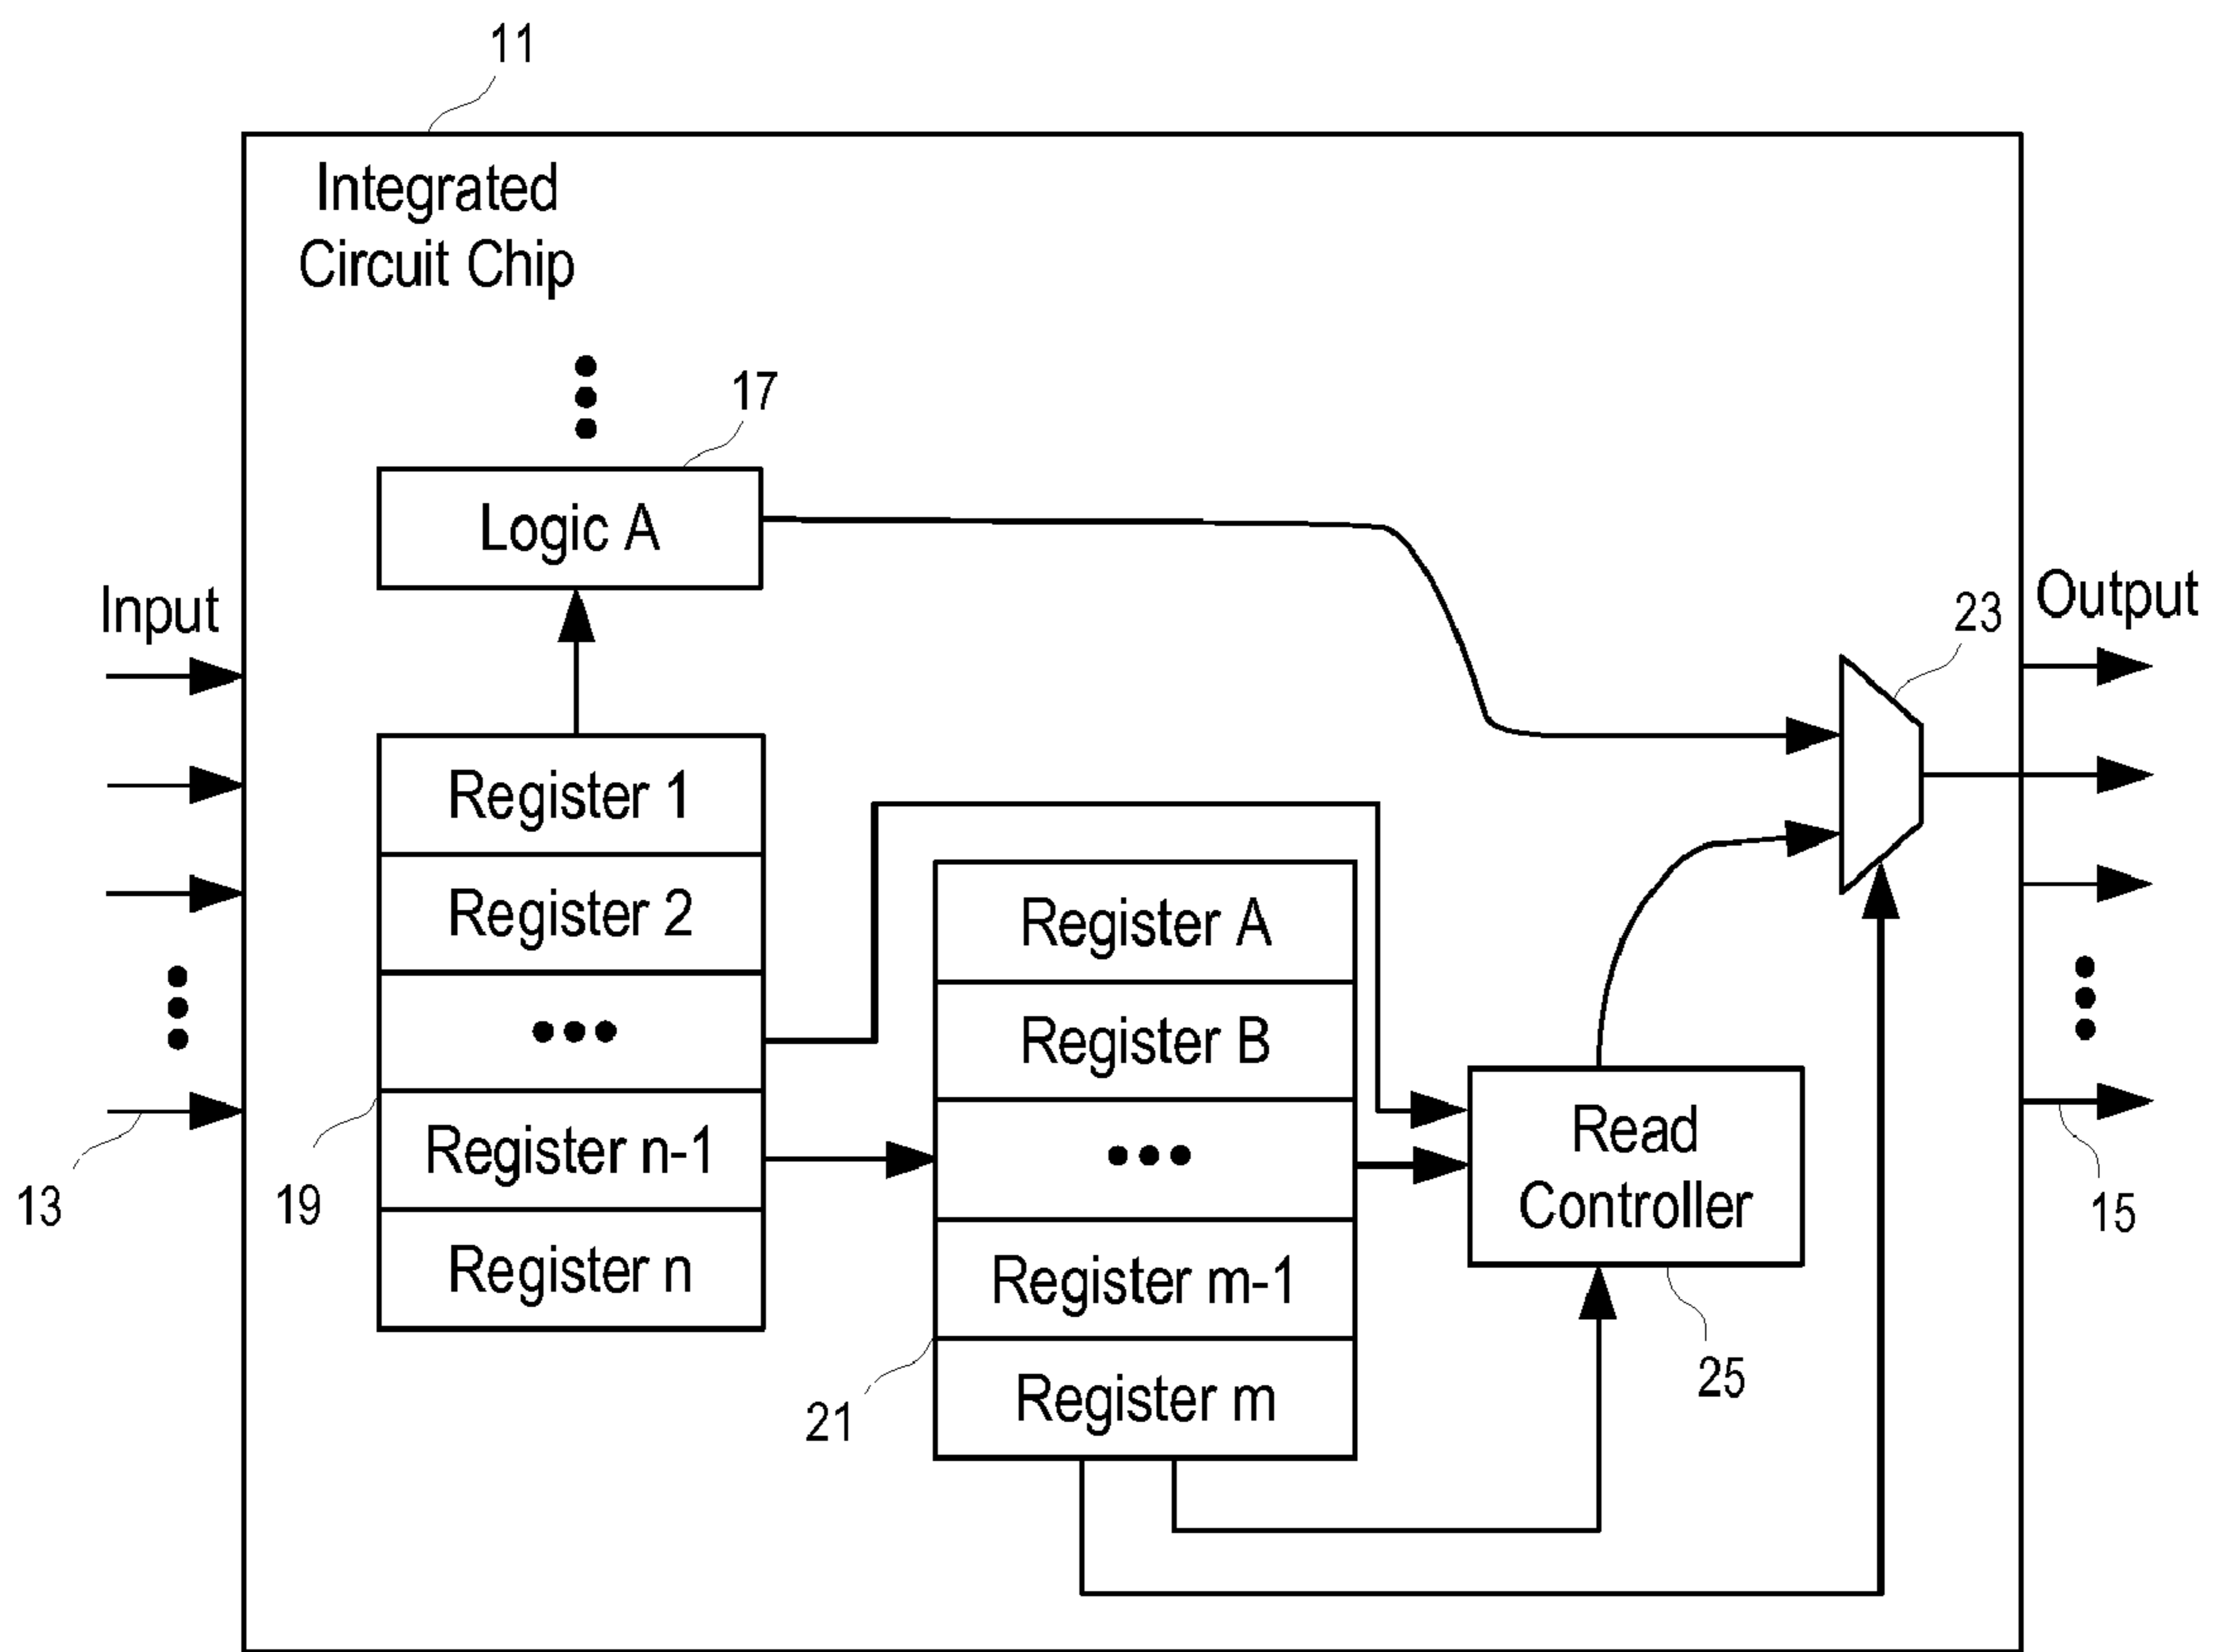 11
Integrated
Circuit Chip
17
Logic A
Input
Output
23
Register 1
Register 2
Register n-1
Register n
Register A
Register B
Register m-1
Register m
Read
Controller
13
19
21
25
15